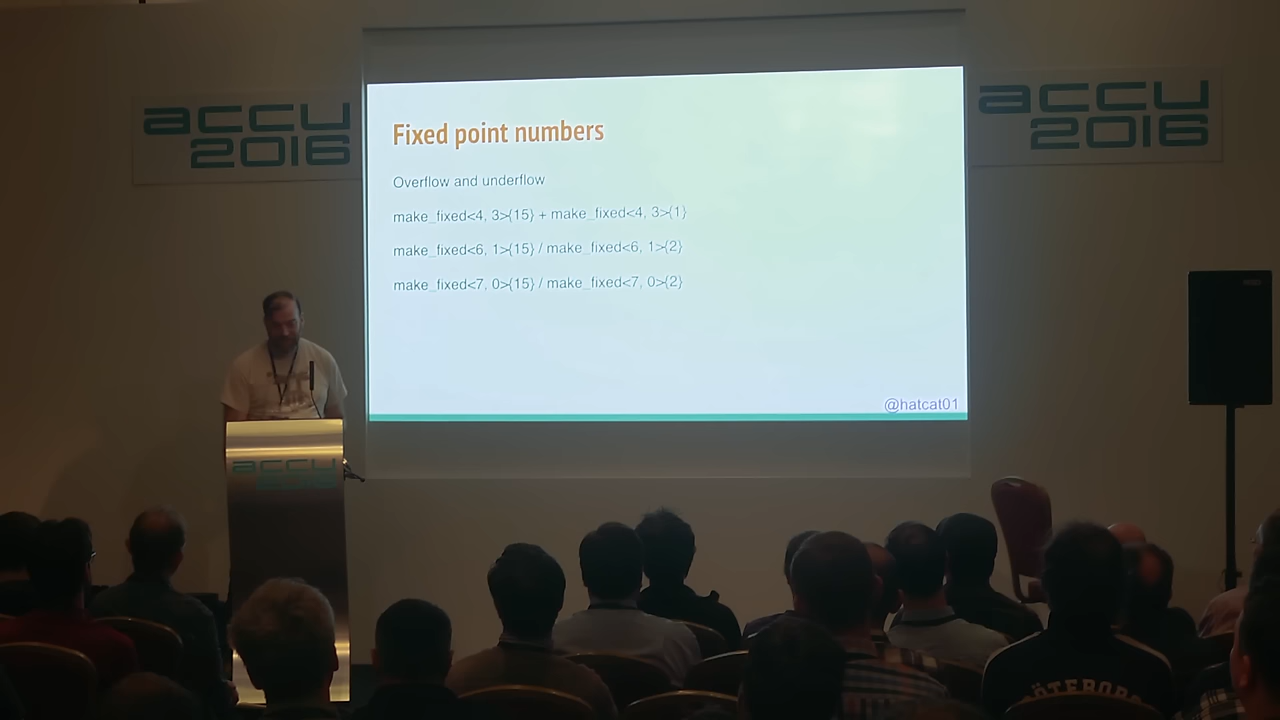 accu
2016
accu
2016
Fixed point numbers
Overflow and underflow
make_fixed<4, 3>{15} + make_fixed<4, 3>{1}
make_fixed<6, 1>{15} / make_fixed<6, 1>{2}
make_fixed<7, 0>{15} / make_fixed<7, 0>{2}
@hatcat01
accu